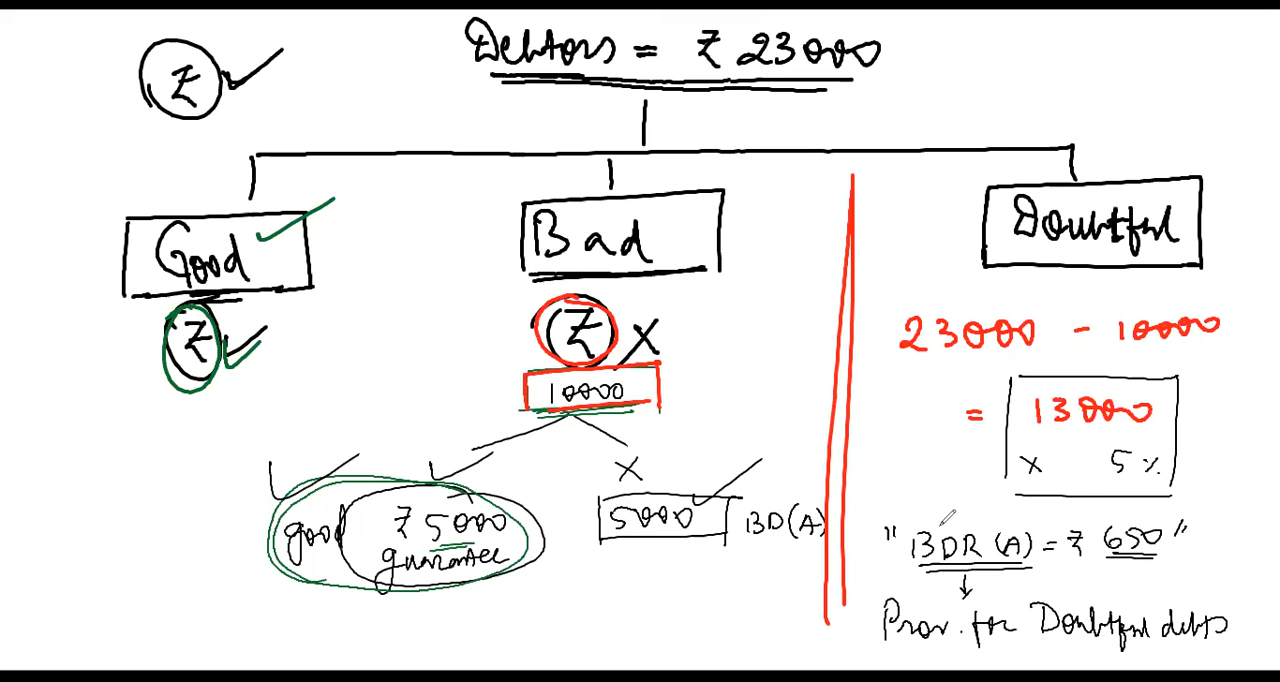 Debtors = ₹ 23000
₹ ✓
Good ✓
Bad
Doubtful
₹ ✓
₹ X
10000
23000 - 10000
= 13000
x 5%
✓ ✓ X ✓
good ₹ 5000
guarantee
5000 BD(A)
" BDR (A) = ₹ 650 "
↓
Prov. for Doubtful debts